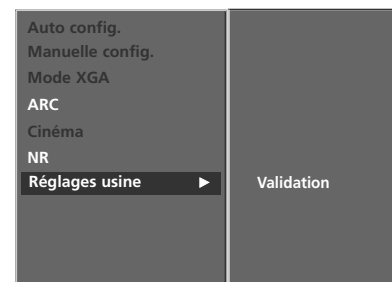 Auto config.
Manuelle config.
Mode XGA
ARC
Cinéma
NR
Réglages usine ►
Validation